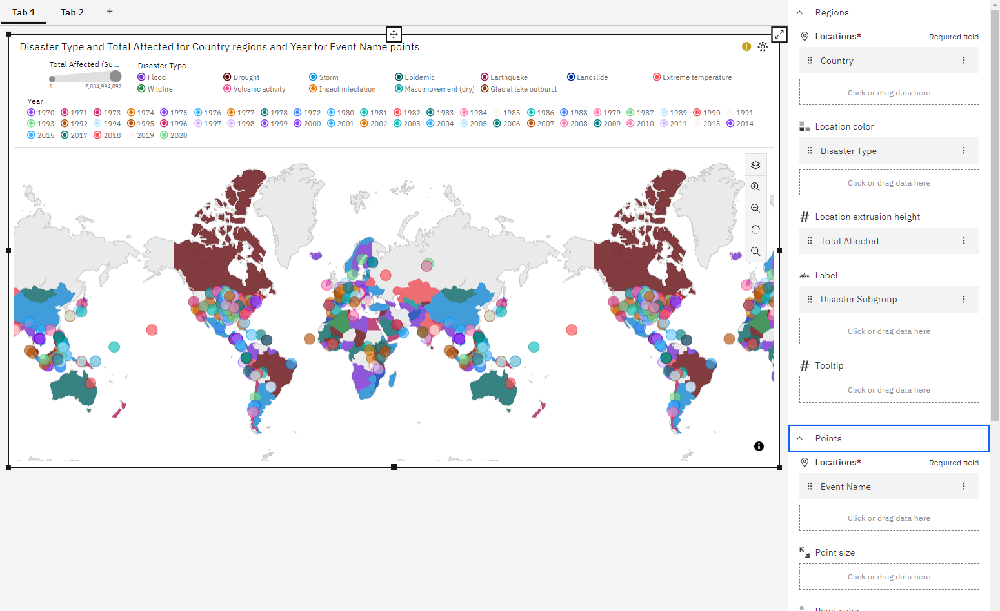 Tab 1
Tab 2
+
Disaster Type and Total Affected for Country regions and Year for Event Name points
Total Affected (Su...
1
2,084,994,892
Disaster Type
Flood
Drought
Storm
Epidemic
Earthquake
Landslide
Extreme temperature
Wildfire
Volcanic activity
Insect infestation
Mass movement (dry)
Glacial lake outburst
Year
1970 1971 1973 1974 1975 1976 1977 1978 1972 1980 1981 1982 1983 1984 1985 1986 1988 1979 1987 1989 1990 1991
1993 1992 1994 1995 1996 1997 1998 1999 2000 2001 2002 2003 2004 2005 2006 2007 2008 2009 2010 2011 2013 2014
2015 2017 2018 2019 2020
Regions
Locations* Required field
Country
Click or drag data here
Location color
Disaster Type
Click or drag data here
Location extrusion height
Total Affected
abc Label
Disaster Subgroup
Click or drag data here
Tooltip
Click or drag data here
Points
Locations* Required field
Event Name
Click or drag data here
Point size
Click or drag data here
Point color